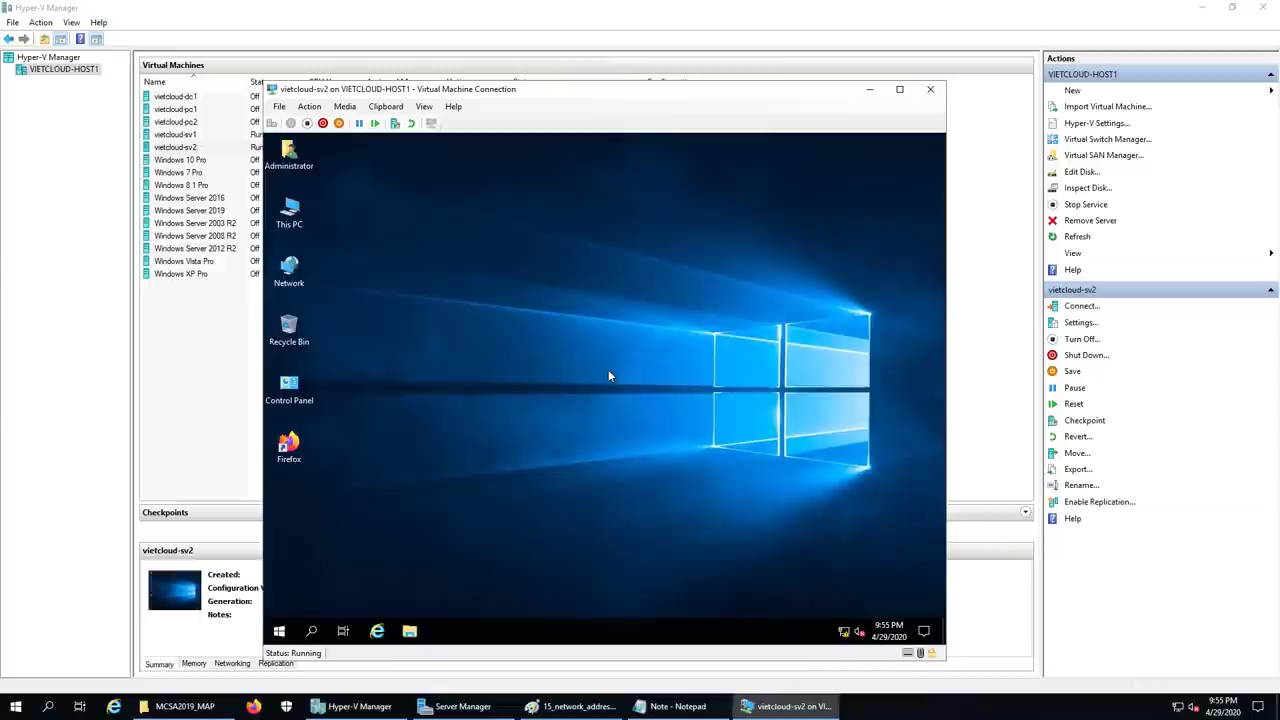 Hyper-V Manager
File Action View Help
Hyper-V Manager
VIETCLOUD-HOST1
Virtual Machines
Name
vietcloud-dc1 Off
vietcloud-pc1 Off
vietcloud-pc2 Off
vietcloud-sv1
vietcloud-sv2
Windows 10 Pro Off
Windows 7 Pro Off
Windows 8.1 Pro Off
Windows Server 2016 Off
Windows Server 2019 Off
Windows Server 2003 R2 Off
Windows Server 2008 R2 Off
Windows Server 2012 R2 Off
Windows Vista Pro Off
Windows XP Pro Off
Checkpoints
vietcloud-sv2
Created:
Configuration
Generation:
Notes:
Summary Memory Networking Replication
vietcloud-sv2 on VIETCLOUD-HOST1 - Virtual Machine Connection
File Action Media Clipboard View Help
Administrator
This PC
Network
Recycle Bin
Control Panel
Firefox
9:55 PM
4/29/2020
Status: Running
Actions
VIETCLOUD-HOST1
New
Import Virtual Machine...
Hyper-V Settings...
Virtual Switch Manager...
Virtual SAN Manager...
Edit Disk...
Inspect Disk...
Stop Service
Remove Server
Refresh
View
Help
vietcloud-sv2
Connect...
Settings...
Turn Off...
Shut Down...
Save
Pause
Reset
Checkpoint
Revert...
Move...
Export...
Rename...
Enable Replication...
Help
MCSA2019_MAP Hyper-V Manager Server Manager 15_network_addres... Note - Notepad vietcloud-sv2 on VI...
9:55 PM
4/29/2020